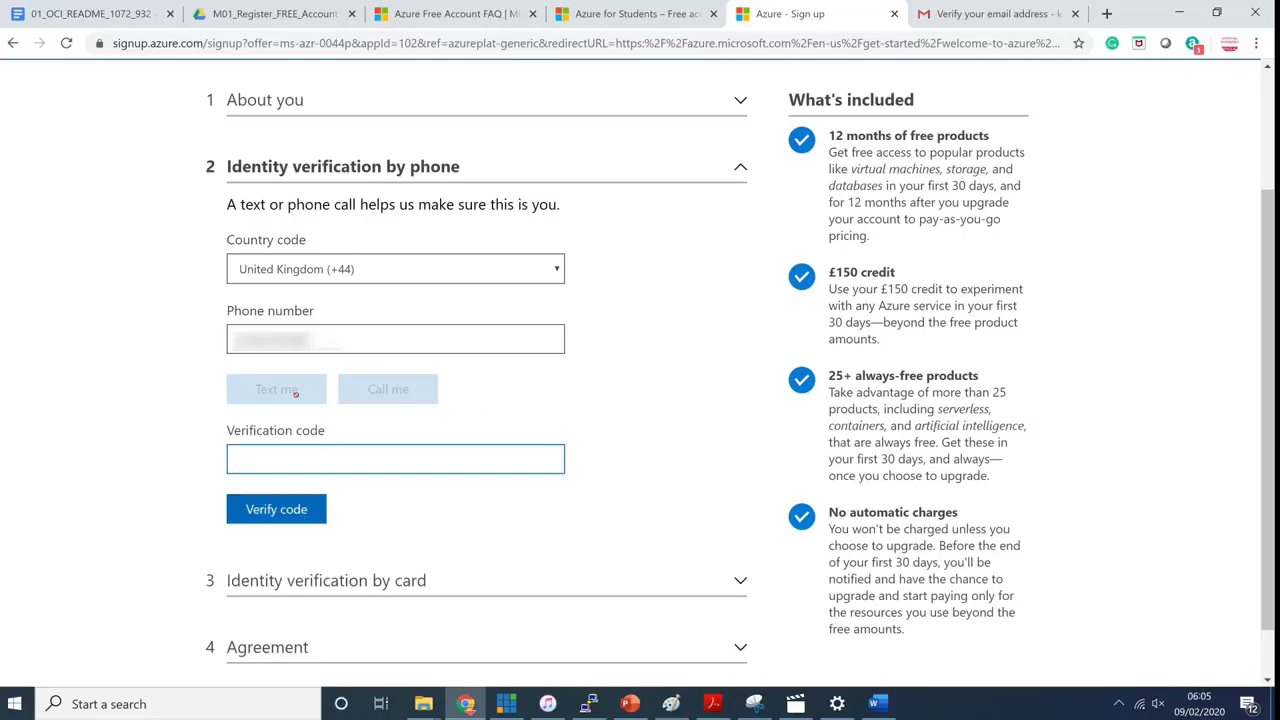 01_OCI_README_1072_932 -
M01_Register_FREE_Account
Azure Free Account FAQ | M
Azure for Students – Free ac
Azure - Sign up
Verify your email address - k
signup.azure.com/signup?offer=ms-azr-0044p&appId=102&ref=azureplat-generic&redirectURL=https:%2F%2Fazure.microsoft.com%2Fen-us%2Fget-started%2Fwelcome-to-azure%2...
1 About you
2 Identity verification by phone
A text or phone call helps us make sure this is you.
Country code
United Kingdom (+44)
Phone number
Text me
Call me
Verification code
Verify code
3 Identity verification by card
4 Agreement
What's included
12 months of free products
Get free access to popular products
like virtual machines, storage, and
databases in your first 30 days, and
for 12 months after you upgrade
your account to pay-as-you-go
pricing.
£150 credit
Use your £150 credit to experiment
with any Azure service in your first
30 days—beyond the free product
amounts.
25+ always-free products
Take advantage of more than 25
products, including serverless,
containers, and artificial intelligence,
that are always free. Get these in
your first 30 days, and always—
once you choose to upgrade.
No automatic charges
You won't be charged unless you
choose to upgrade. Before the end
of your first 30 days, you'll be
notified and have the chance to
upgrade and start paying only for
the resources you use beyond the
free amounts.
Start a search
06:05
09/02/2020
12